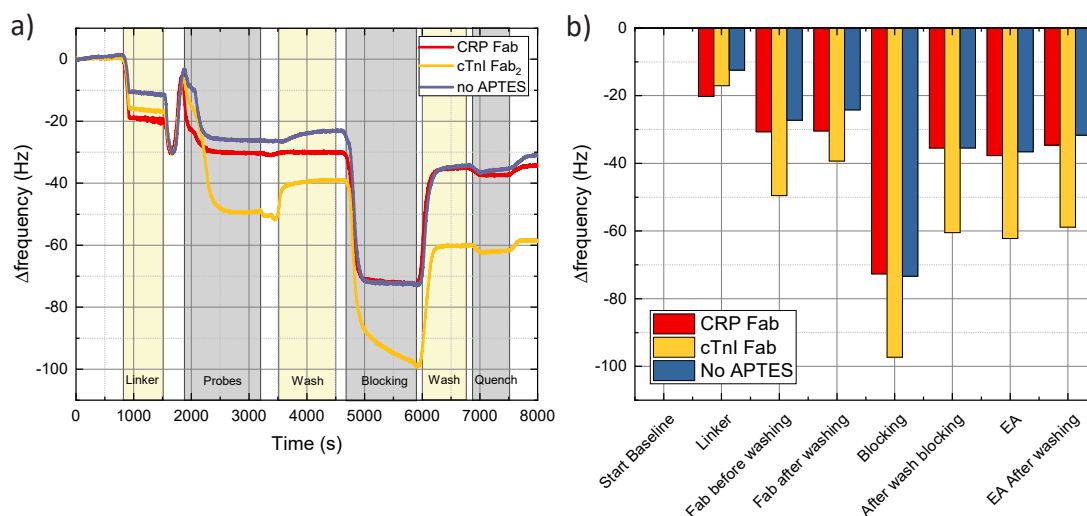 a)
0
-20
-40
-60
-80
-100
Δfrequency (Hz)
CRP Fab
cTnI Fab₂
no APTES
Linker
Probes
Wash
Blocking
Wash
Quench
0 1000 2000 3000 4000 5000 6000 7000 8000
Time (s)
b)
0
-20
-40
-60
-80
-100
Δfrequency (Hz)
CRP Fab
cTnI Fab
No APTES
Start Baseline
Linker
Fab before washing
Fab after washing
Blocking
After wash blocking
EA
EA After washing